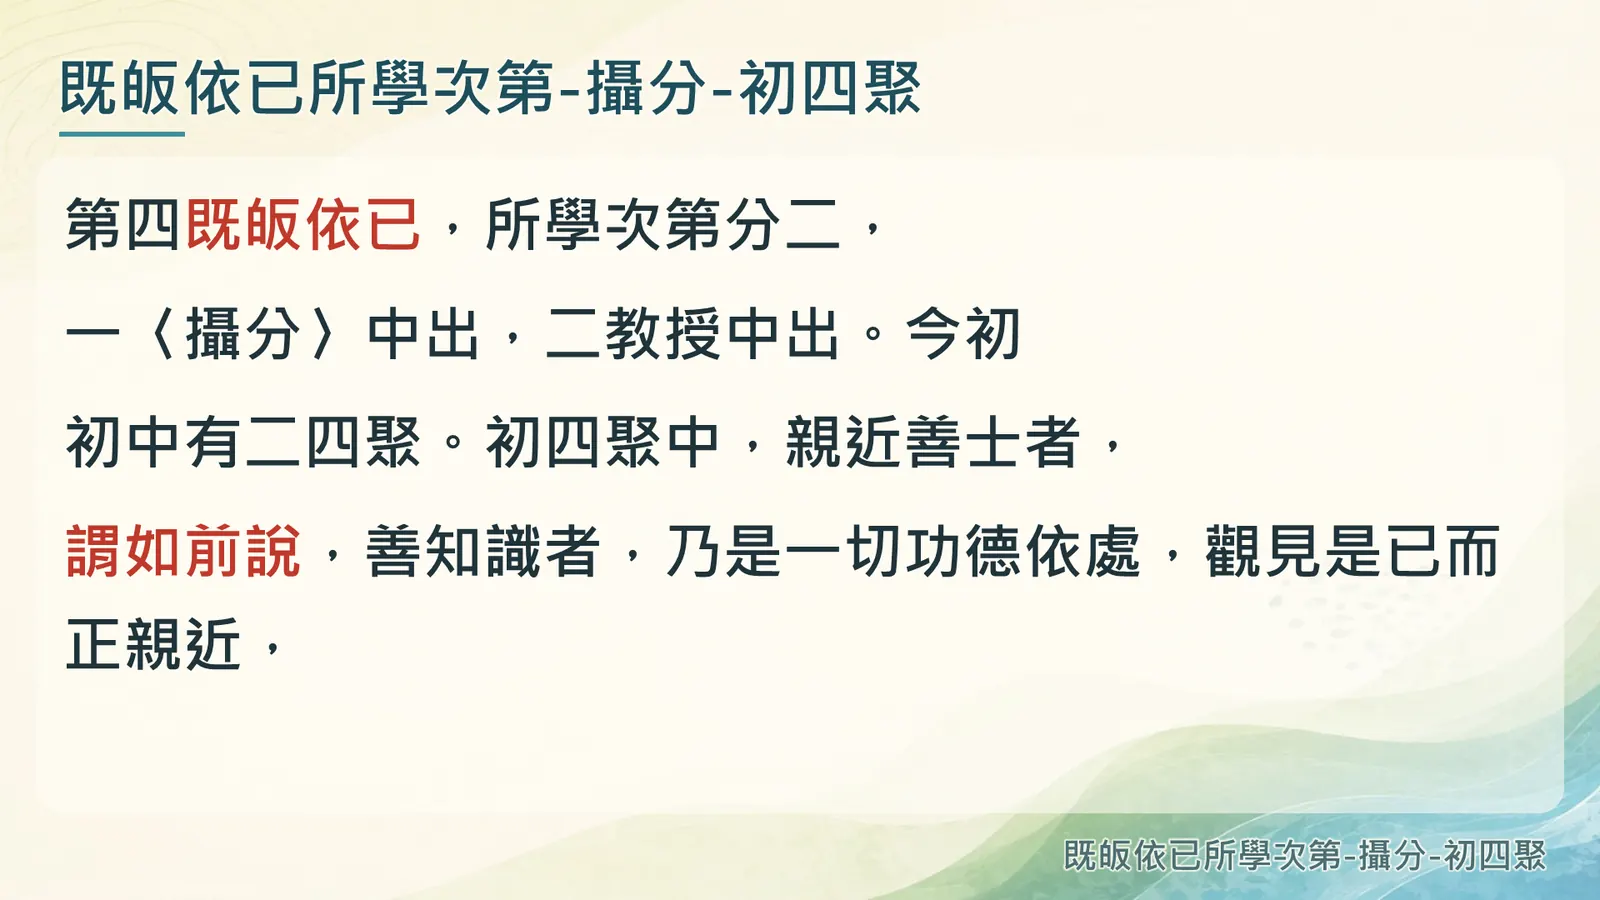 既皈依已所學次第-攝分-初四聚
第四既皈依已，所學次第分二，
一〈攝分〉中出，二教授中出。今初
初中有二四聚。初四聚中，親近善士者，
謂如前說，善知識者，乃是一切功德依處，觀見是已而
正親近，
既皈依已所學次第-攝分-初四聚